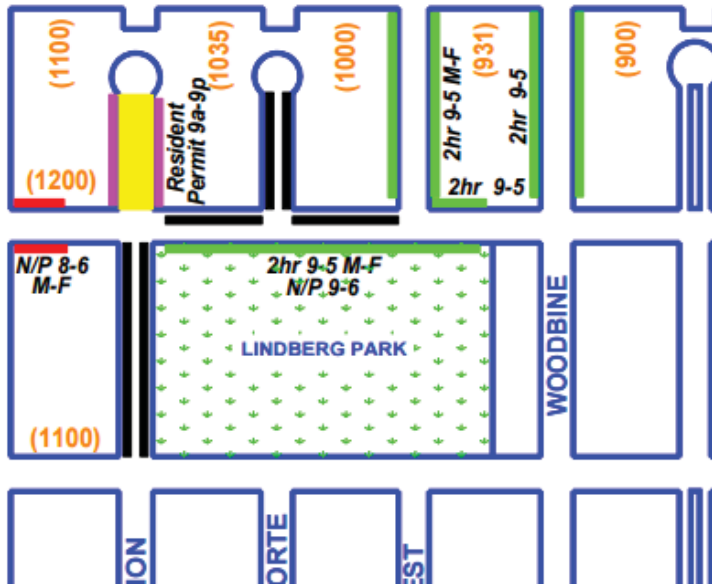 (1100)
(1035)
(1000)
(931)
(900)
2hr 9-5 M-F
2hr 9-5
Resident
Permit 9a-9p
(1200)
2hr 9-5
N/P 8-6
M-F
2hr 9-5 M-F
N/P 9-6
LINDBERG PARK
WOODBINE
(1100)
ION
ORTE
EST